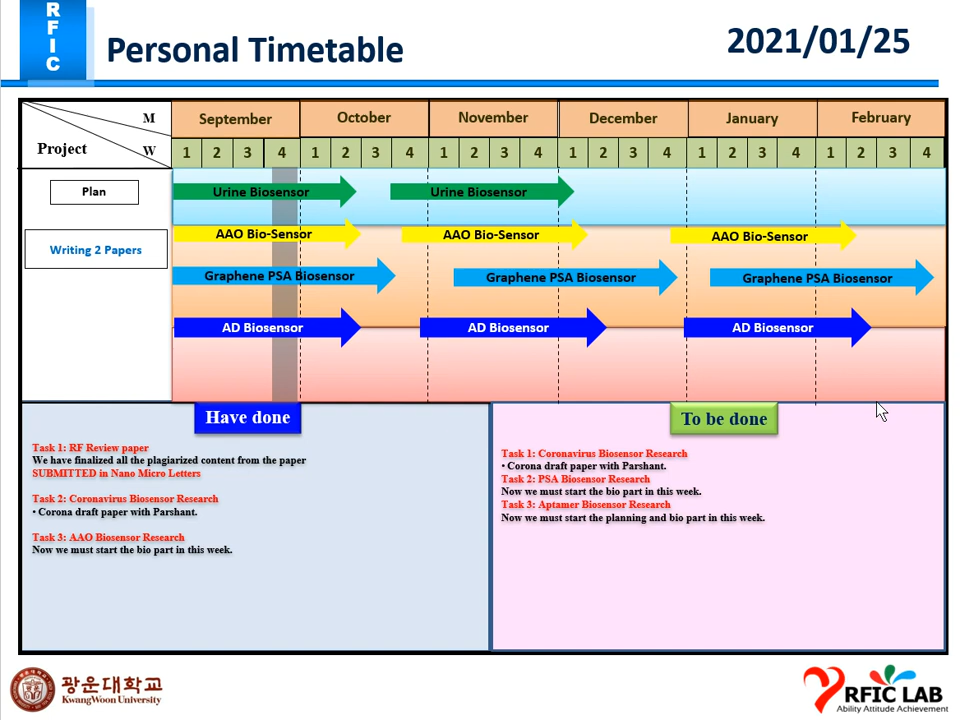 R
F
I
C
Personal Timetable
2021/01/25
M
Project
W
September October November December January February
1 2 3 4 1 2 3 4 1 2 3 4 1 2 3 4 1 2 3 4 1 2 3 4
Plan
Urine Biosensor Urine Biosensor
Writing 2 Papers
AAO Bio-Sensor AAO Bio-Sensor AAO Bio-Sensor
Graphene PSA Biosensor Graphene PSA Biosensor Graphene PSA Biosensor
AD Biosensor AD Biosensor AD Biosensor
Have done
Task 1: RF Review paper
We have finalized all the plagiarized content from the paper
SUBMITTED in Nano Micro Letters
Task 2: Coronavirus Biosensor Research
• Corona draft paper with Parshant.
Task 3: AAO Biosensor Research
Now we must start the bio part in this week.
To be done
Task 1: Coronavirus Biosensor Research
• Corona draft paper with Parshant.
Task 2: PSA Biosensor Research
Now we must start the bio part in this week.
Task 3: Aptamer Biosensor Research
Now we must start the planning and bio part in this week.
광운대학교
KwangWoon University
RFIC LAB
Ability Attitude Achievement